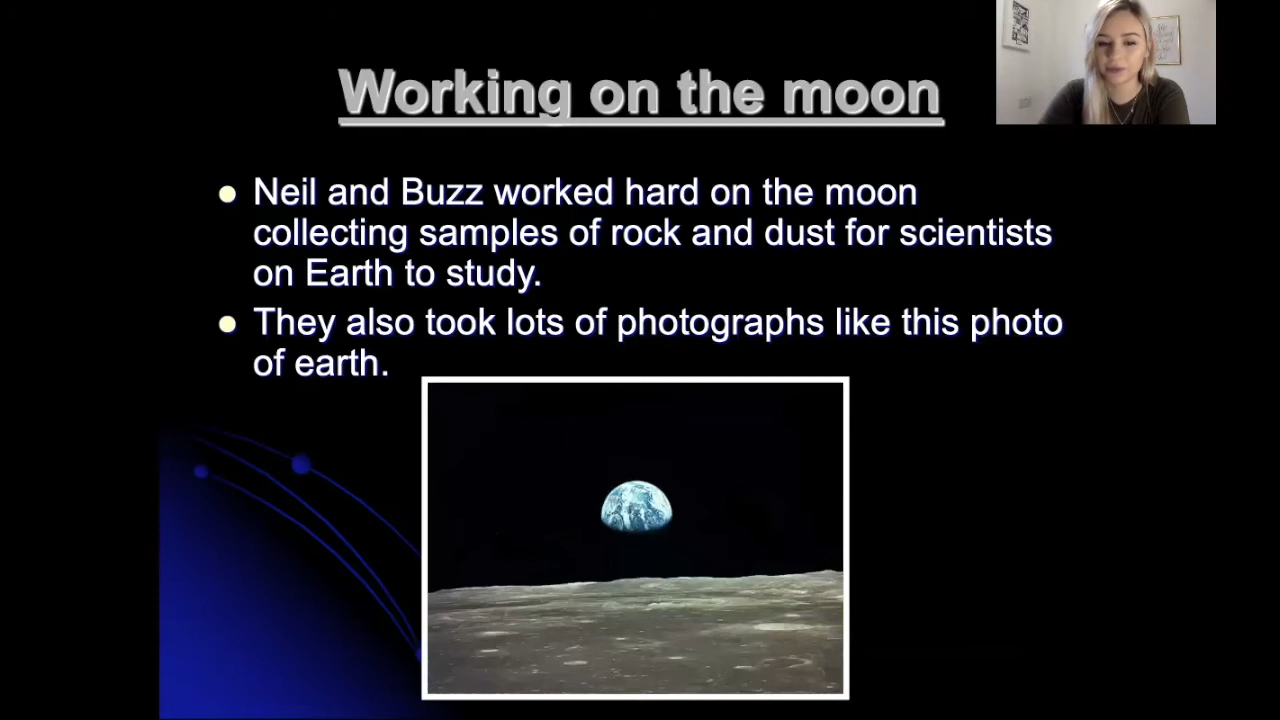 Working on the moon
Neil and Buzz worked hard on the moon
collecting samples of rock and dust for scientists
on Earth to study.
They also took lots of photographs like this photo
of earth.